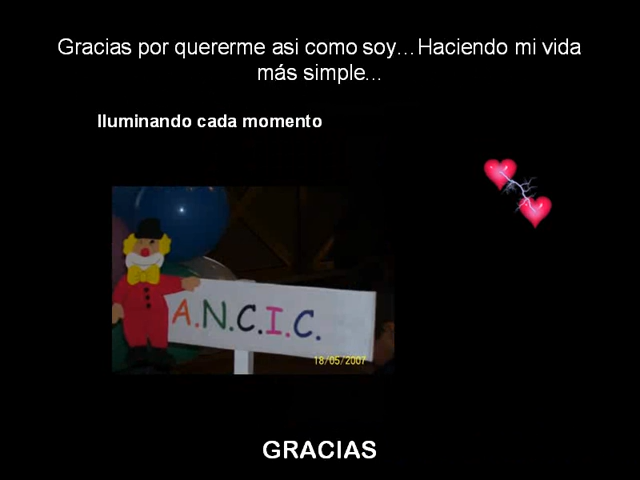 Gracias por quererme asi como soy...Haciendo mi vida
más simple...
Iluminando cada momento
A.N.C.I.C.
18/05/2007
GRACIAS